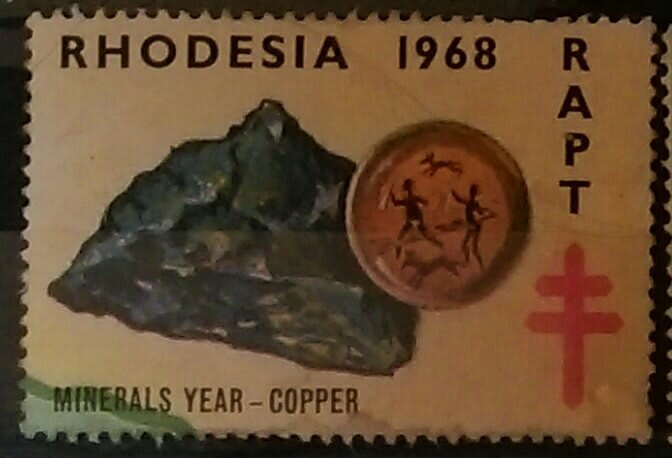 RHODESIA 1968
RAPT
MINERALS YEAR – COPPER